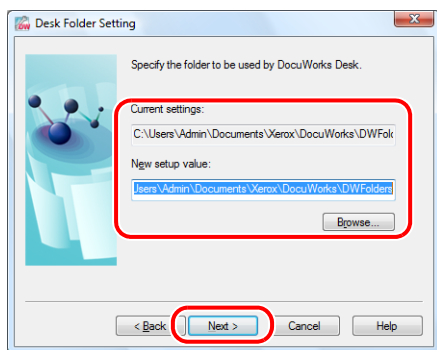 Desk Folder Setting
Specify the folder to be used by DocuWorks Desk.
Current settings:
C:\Users\Admin\Documents\Xerox\DocuWorks\DWFol
New setup value:
Jsers\Admin\Documents\Xerox\DocuWorks\DWFolders
Browse...
< Back Next > Cancel Help